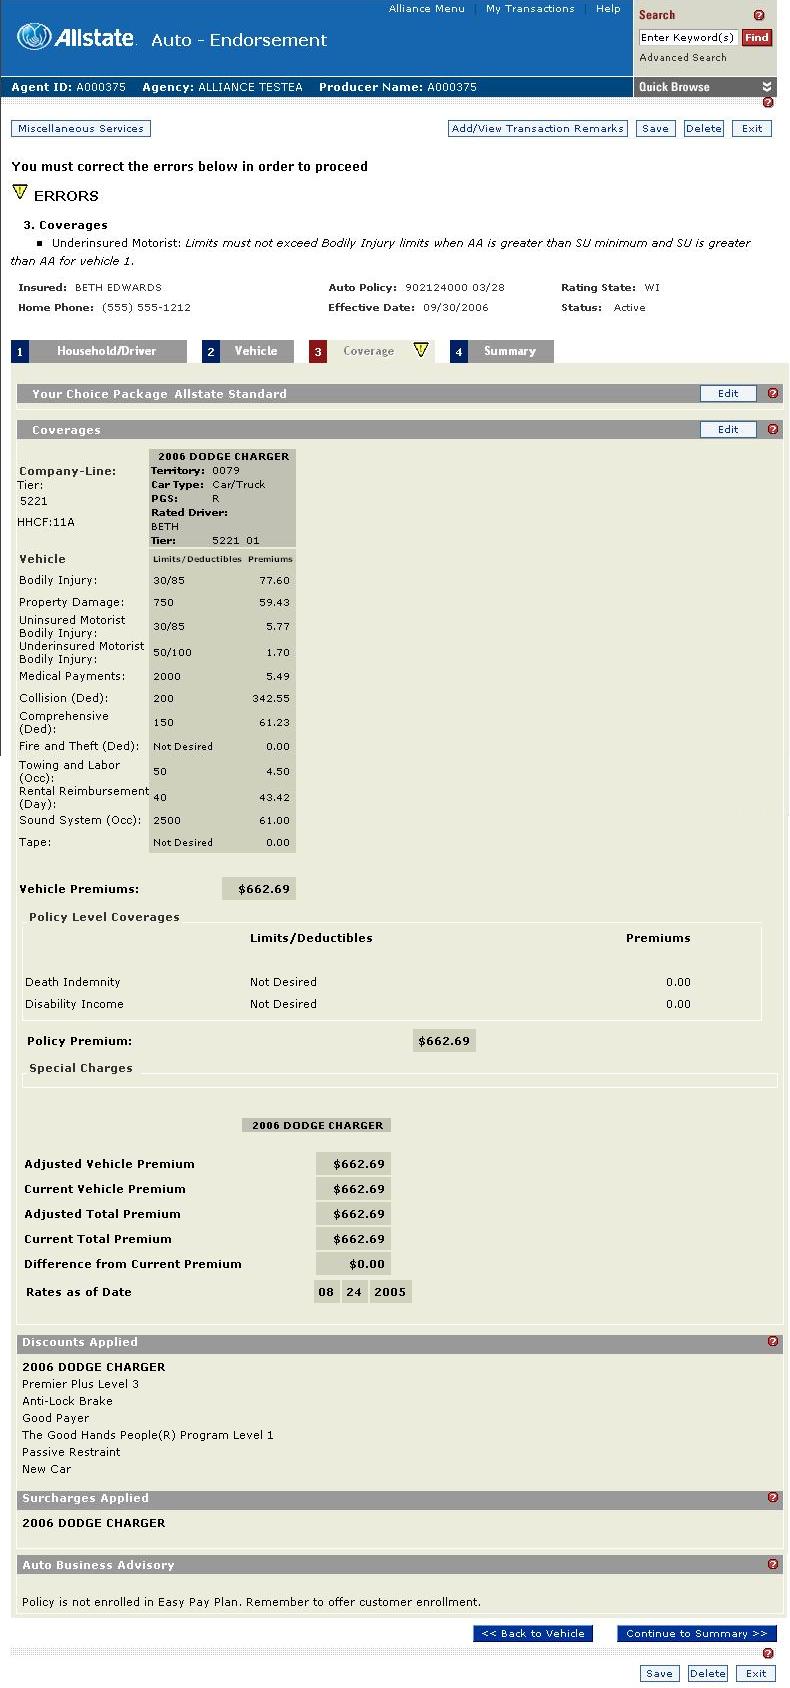 Alliance Menu | My Transactions | Help
Search
Allstate. Auto - Endorsement
Enter Keyword(s) Find
Advanced Search
Agent ID: A000375 Agency: ALLIANCE TESTEA Producer Name: A000375
Quick Browse
Miscellaneous Services Add/View Transaction Remarks Save Delete Exit
You must correct the errors below in order to proceed
ERRORS
3. Coverages
▪ Underinsured Motorist: Limits must not exceed Bodily Injury limits when AA is greater than SU minimum and SU is greater
than AA for vehicle 1.
Insured: BETH EDWARDS Auto Policy: 902124000 03/28 Rating State: WI
Home Phone: (555) 555-1212 Effective Date: 09/30/2006 Status: Active
1 Household/Driver 2 Vehicle 3 Coverage 4 Summary
Your Choice Package Allstate Standard Edit
Coverages Edit
2006 DODGE CHARGER
Company-Line: Territory: 0079
Tier: Car Type: Car/Truck
5221 PGS: R
Rated Driver:
HHCF:11A BETH
Tier: 5221 01
Vehicle Limits/Deductibles Premiums
Bodily Injury: 30/85 77.60
Property Damage: 750 59.43
Uninsured Motorist
Bodily Injury: 30/85 5.77
Underinsured Motorist
Bodily Injury: 50/100 1.70
Medical Payments: 2000 5.49
Collision (Ded): 200 342.55
Comprehensive
(Ded): 150 61.23
Fire and Theft (Ded): Not Desired 0.00
Towing and Labor
(Occ): 50 4.50
Rental Reimbursement
(Day): 40 43.42
Sound System (Occ): 2500 61.00
Tape: Not Desired 0.00
Vehicle Premiums: $662.69
Policy Level Coverages
Limits/Deductibles Premiums
Death Indemnity Not Desired 0.00
Disability Income Not Desired 0.00
Policy Premium: $662.69
Special Charges
2006 DODGE CHARGER
Adjusted Vehicle Premium $662.69
Current Vehicle Premium $662.69
Adjusted Total Premium $662.69
Current Total Premium $662.69
Difference from Current Premium $0.00
Rates as of Date 08 24 2005
Discounts Applied
2006 DODGE CHARGER
Premier Plus Level 3
Anti-Lock Brake
Good Payer
The Good Hands People(R) Program Level 1
Passive Restraint
New Car
Surcharges Applied
2006 DODGE CHARGER
Auto Business Advisory
Policy is not enrolled in Easy Pay Plan. Remember to offer customer enrollment.
<< Back to Vehicle Continue to Summary >>
Save Delete Exit